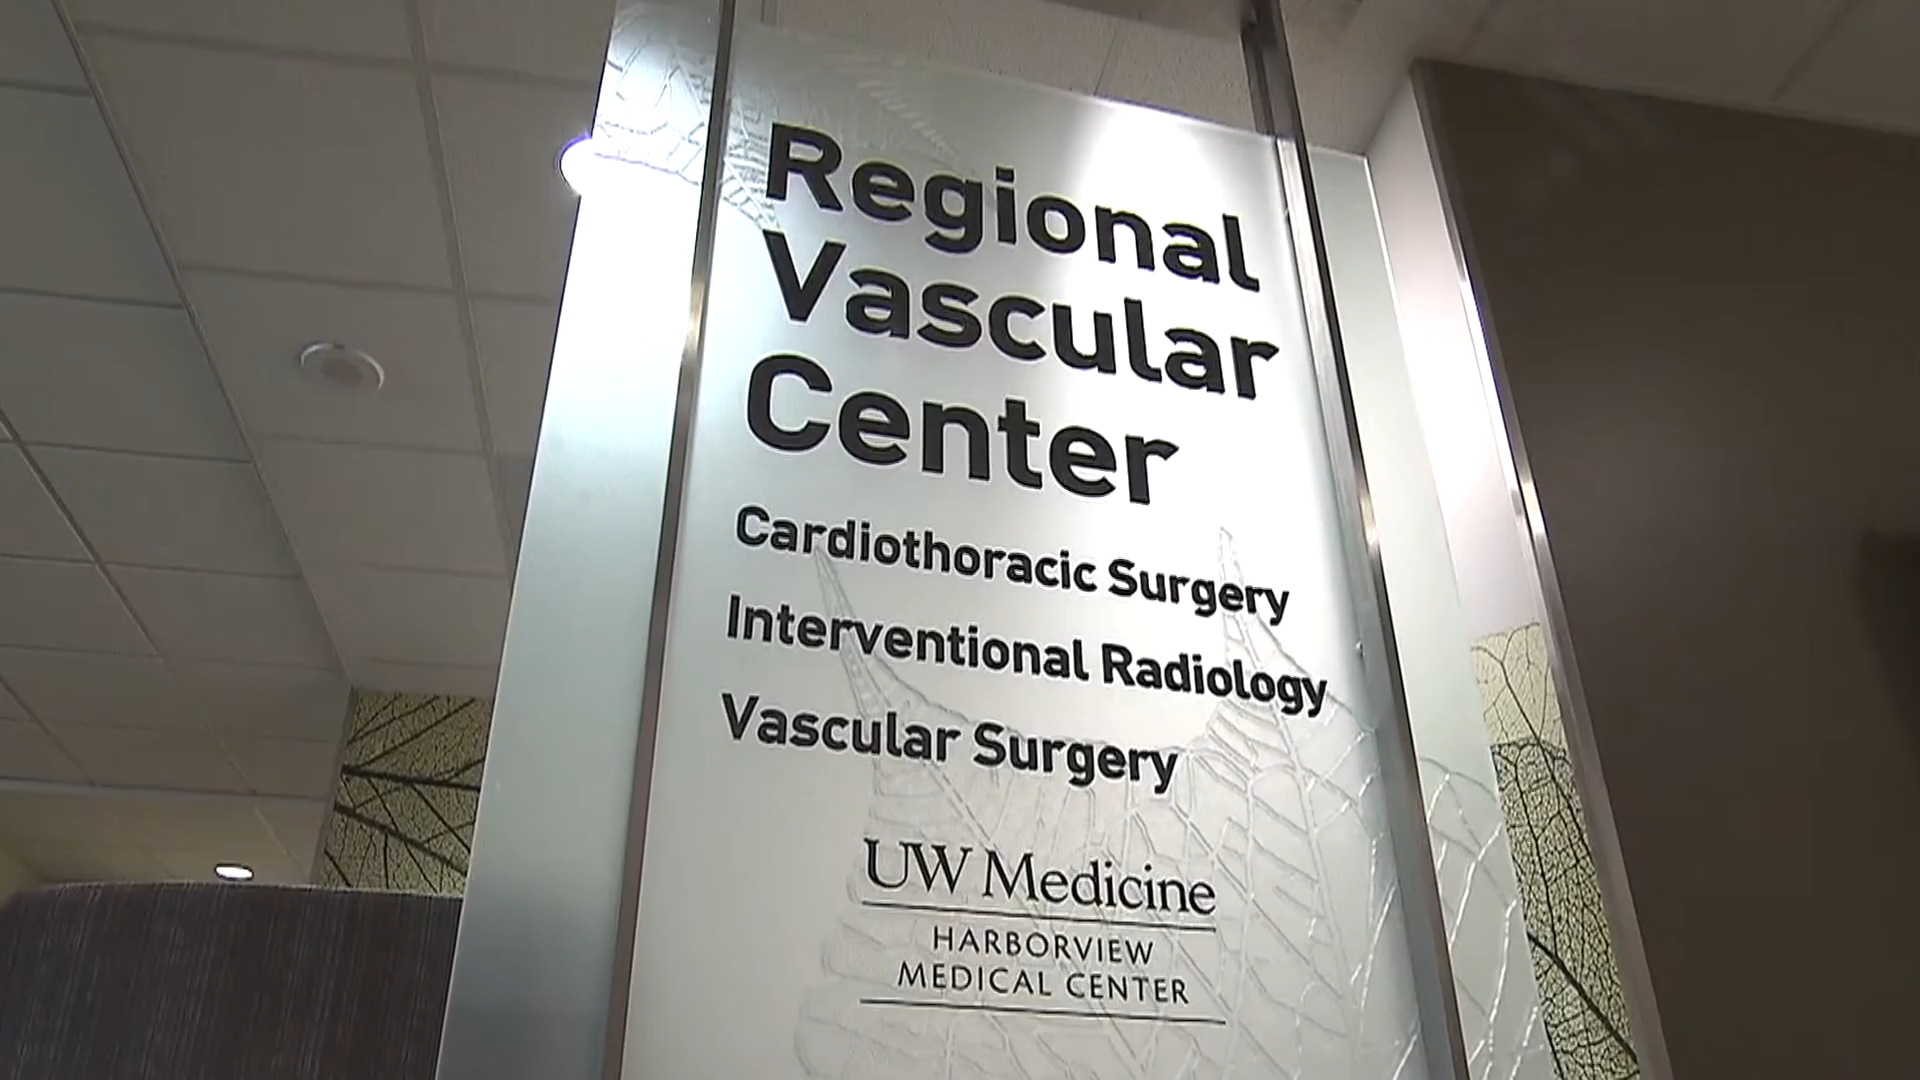 Regional
Vascular
Center
Cardiothoracic Surgery
Interventional Radiology
Vascular Surgery
UW Medicine
HARBORVIEW
MEDICAL CENTER